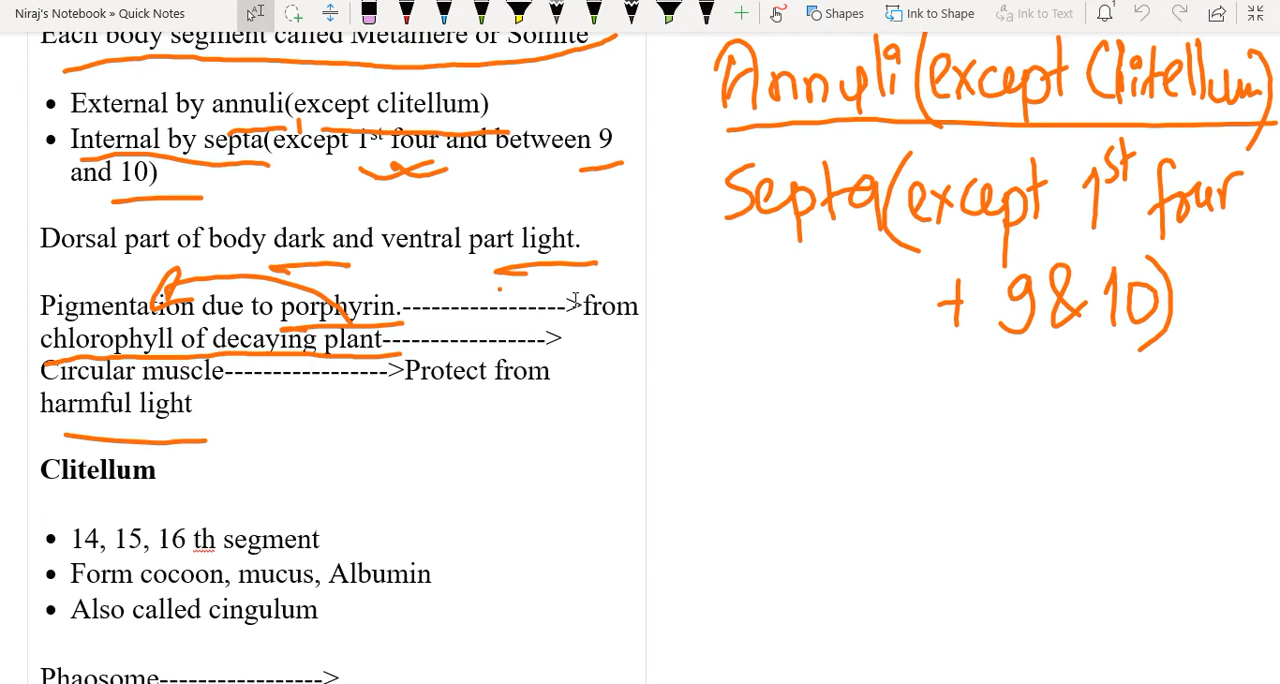 Niraj's Notebook » Quick Notes
Shapes
Ink to Shape
Ink to Text
Each body segment called Metamere or Somite
• External by annuli(except clitellum)
• Internal by septa(except 1st four and between 9
and 10)
Dorsal part of body dark and ventral part light.
Pigmentation due to porphyrin.----------------->from
chlorophyll of decaying plant----------------->
Circular muscle----------------->Protect from
harmful light
Clitellum
• 14, 15, 16 th segment
• Form cocoon, mucus, Albumin
• Also called cingulum
Phaosome----------------->
Annuli(except Clitellum)
Septa(except 1st four
+ 9 & 10)